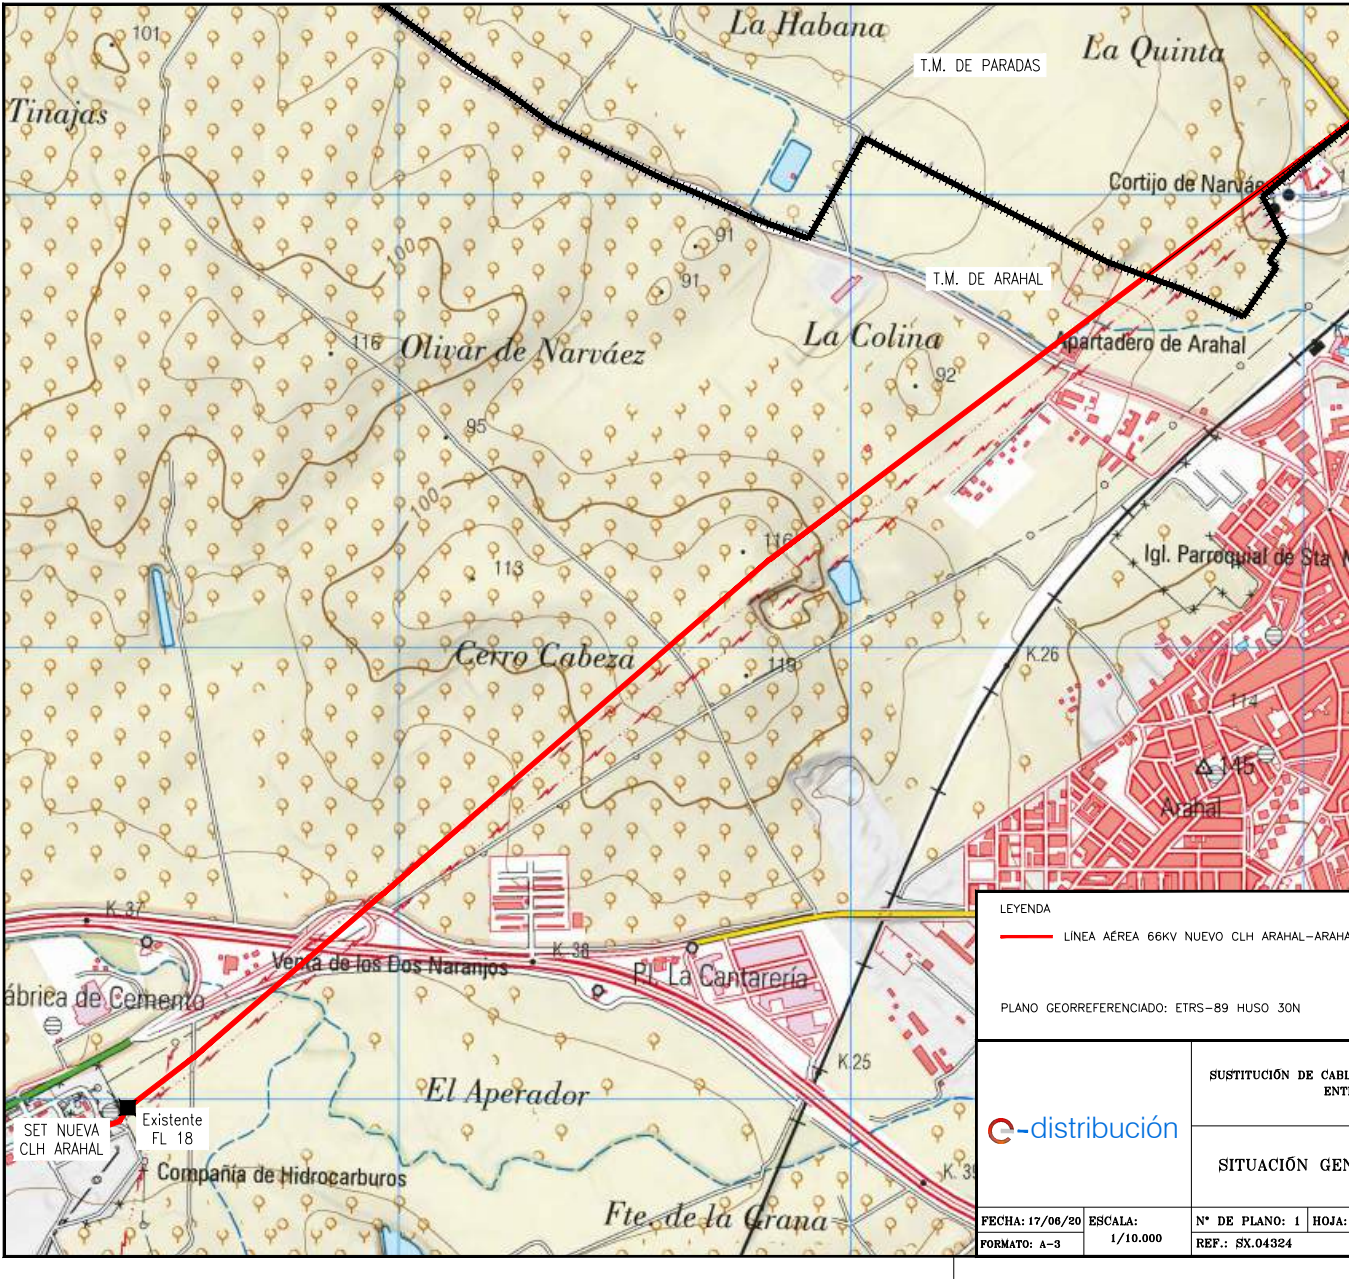 La Habana
101
La Quinta
T.M. DE PARADAS
Tinajas
Cortijo de Narváe
91
100
91
T.M. DE ARAHAL
La Colina
116
Olivar de Narváez
Apartadero de Arahal
92
95
100
116
113
Igl. Parroquial de Sta
Cerro Cabeza
119
K.26
114
145
Arahal
K.37
LEYENDA
LÍNEA AÉREA 66KV NUEVO CLH ARAHAL-ARAHA
K.38
Venta de los Dos Naranjos
P.I. La Cantarería
ábrica de Cemento
PLANO GEORREFERENCIADO: ETRS-89 HUSO 30N
K.25
SUSTITUCIÓN DE CABL
ENT
El Aperador
Existente
FL 18
SET NUEVA
CLH ARAHAL
e-distribución
Compañía de Hidrocarburos
K.39
SITUACIÓN GEN
Fte. de la Grana
FECHA: 17/06/20
ESCALA:
1/10.000
Nº DE PLANO: 1
HOJA:
FORMATO: A-3
REF.: SX.04324